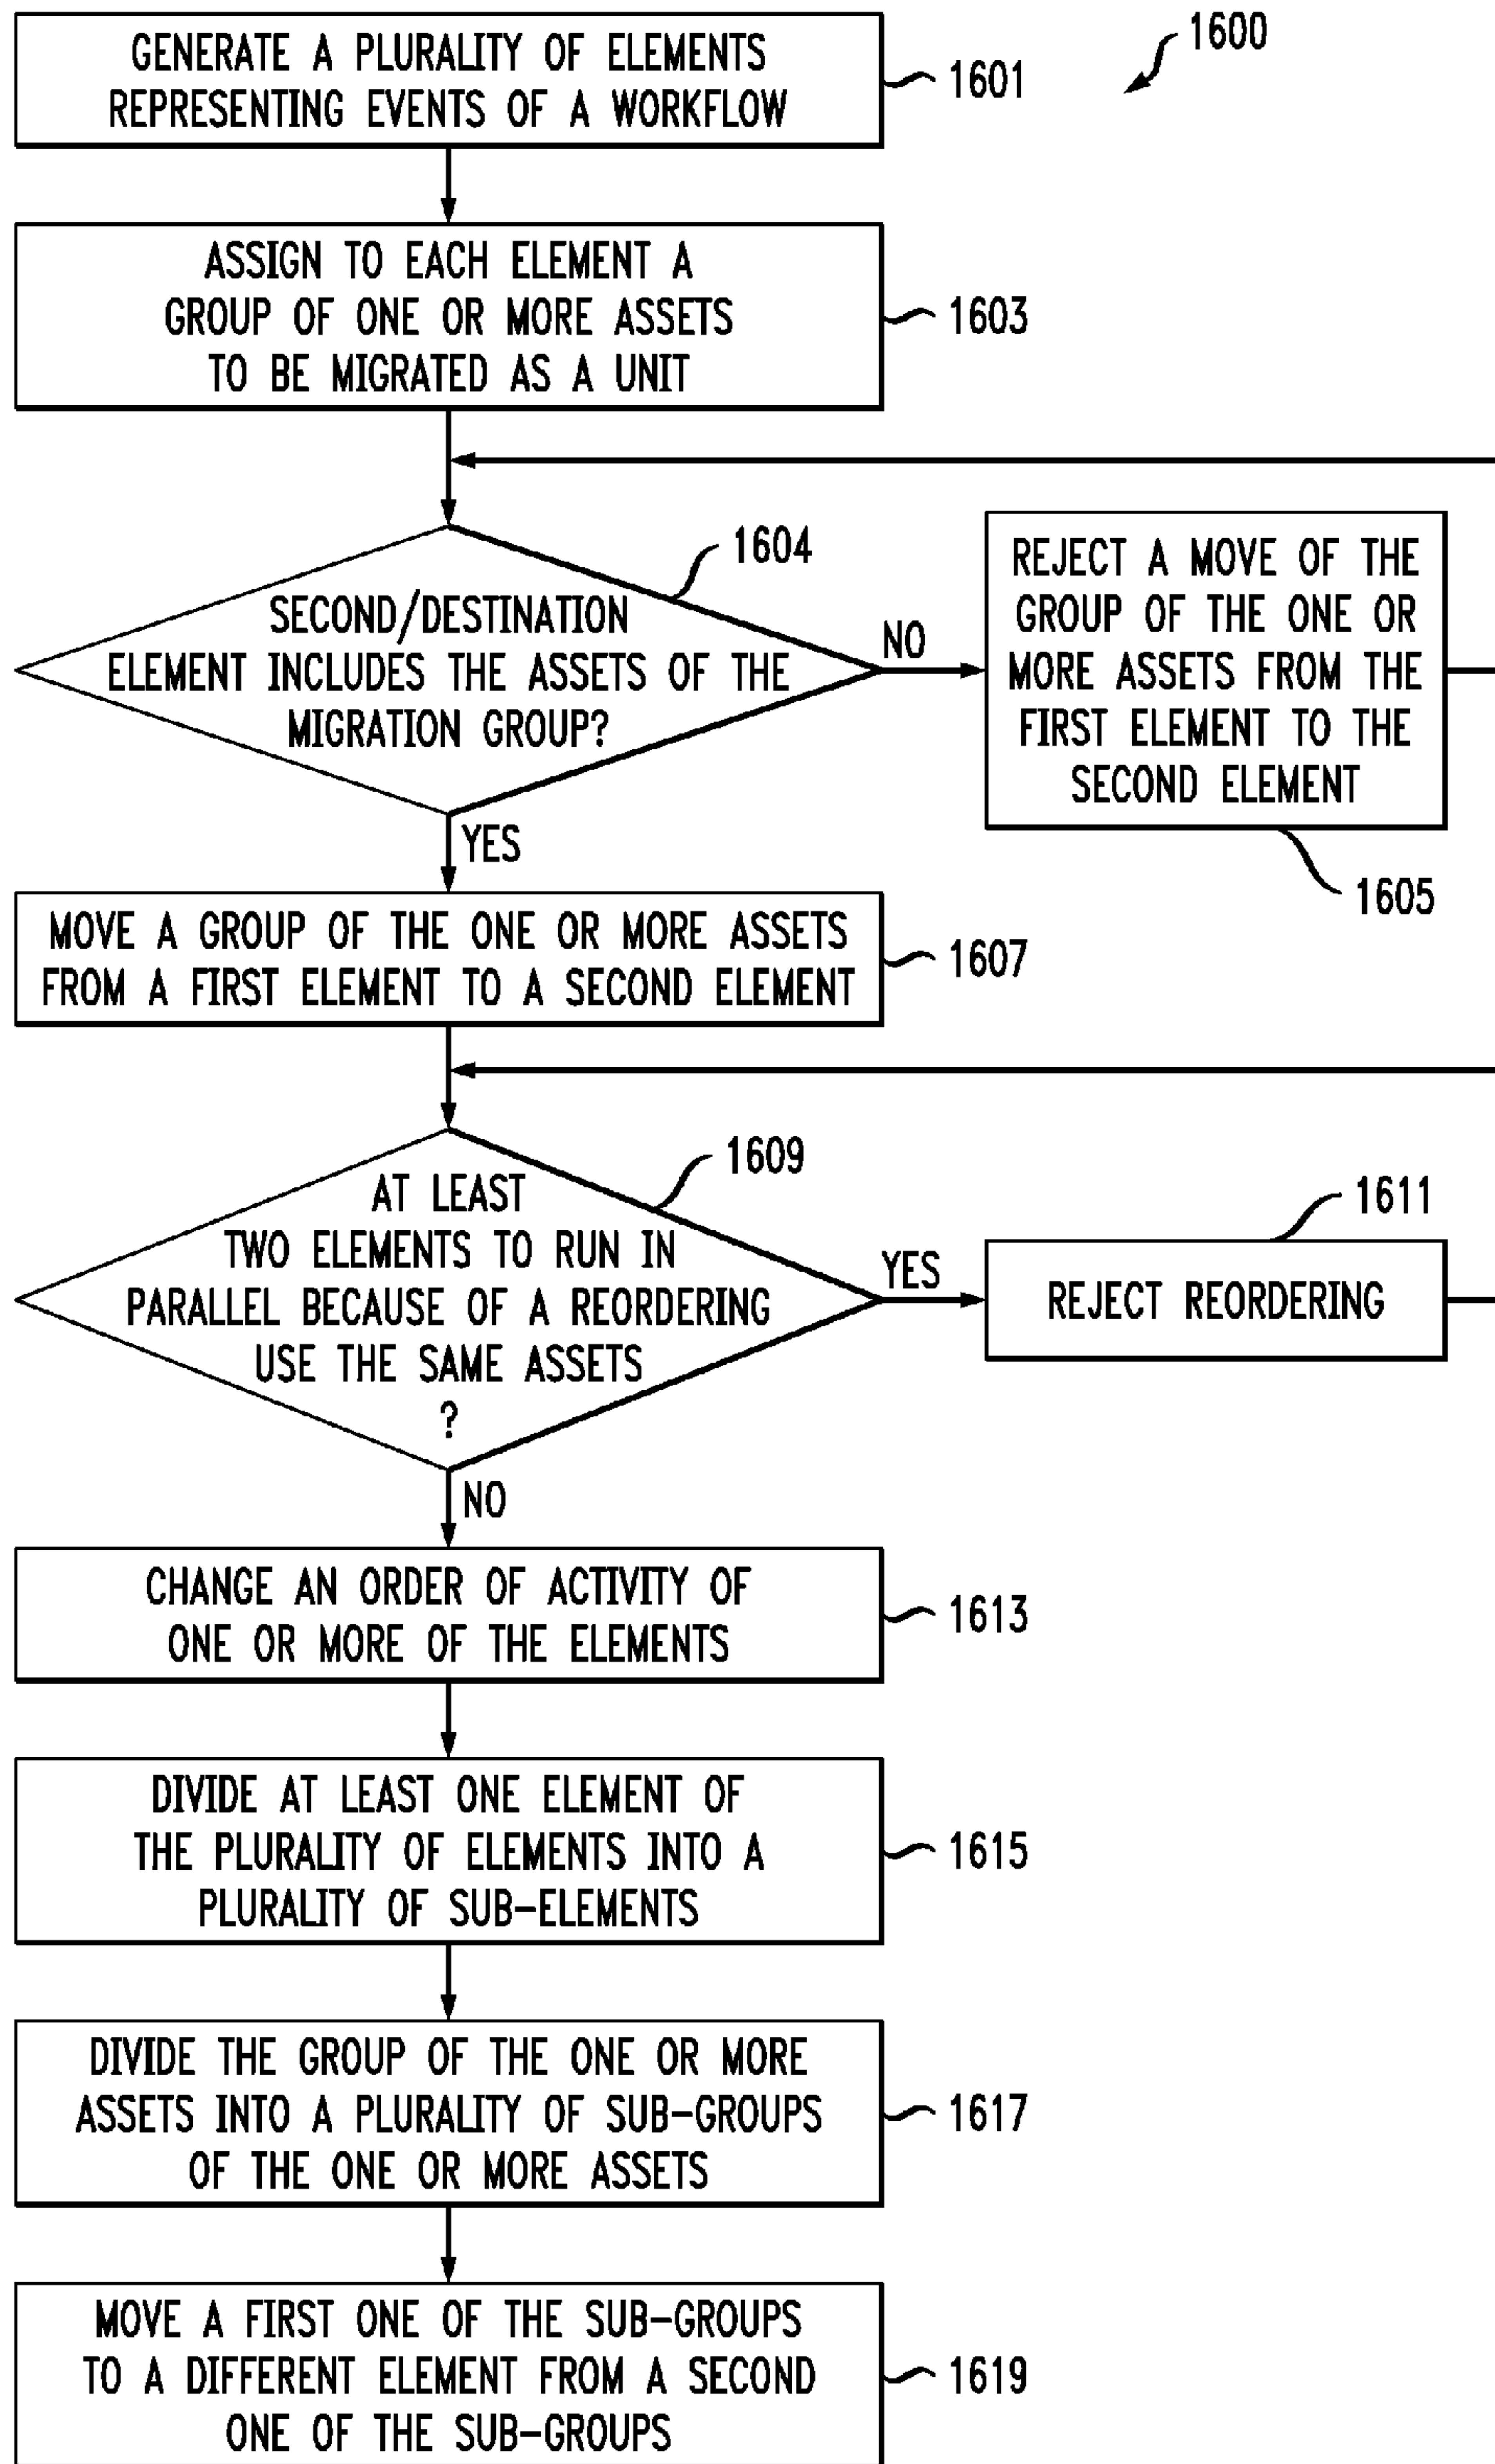 1600
GENERATE A PLURALITY OF ELEMENTS
REPRESENTING EVENTS OF A WORKFLOW
1601
ASSIGN TO EACH ELEMENT A
GROUP OF ONE OR MORE ASSETS
TO BE MIGRATED AS A UNIT
1603
1604
SECOND/DESTINATION
ELEMENT INCLUDES THE ASSETS OF THE
MIGRATION GROUP?
NO
REJECT A MOVE OF THE
GROUP OF THE ONE OR
MORE ASSETS FROM THE
FIRST ELEMENT TO THE
SECOND ELEMENT
1605
YES
MOVE A GROUP OF THE ONE OR MORE ASSETS
FROM A FIRST ELEMENT TO A SECOND ELEMENT
1607
1609
AT LEAST
TWO ELEMENTS TO RUN IN
PARALLEL BECAUSE OF A REORDERING
USE THE SAME ASSETS
?
YES
1611
REJECT REORDERING
NO
CHANGE AN ORDER OF ACTIVITY OF
ONE OR MORE OF THE ELEMENTS
1613
DIVIDE AT LEAST ONE ELEMENT OF
THE PLURALITY OF ELEMENTS INTO A
PLURALITY OF SUB-ELEMENTS
1615
DIVIDE THE GROUP OF THE ONE OR MORE
ASSETS INTO A PLURALITY OF SUB-GROUPS
OF THE ONE OR MORE ASSETS
1617
MOVE A FIRST ONE OF THE SUB-GROUPS
TO A DIFFERENT ELEMENT FROM A SECOND
ONE OF THE SUB-GROUPS
1619